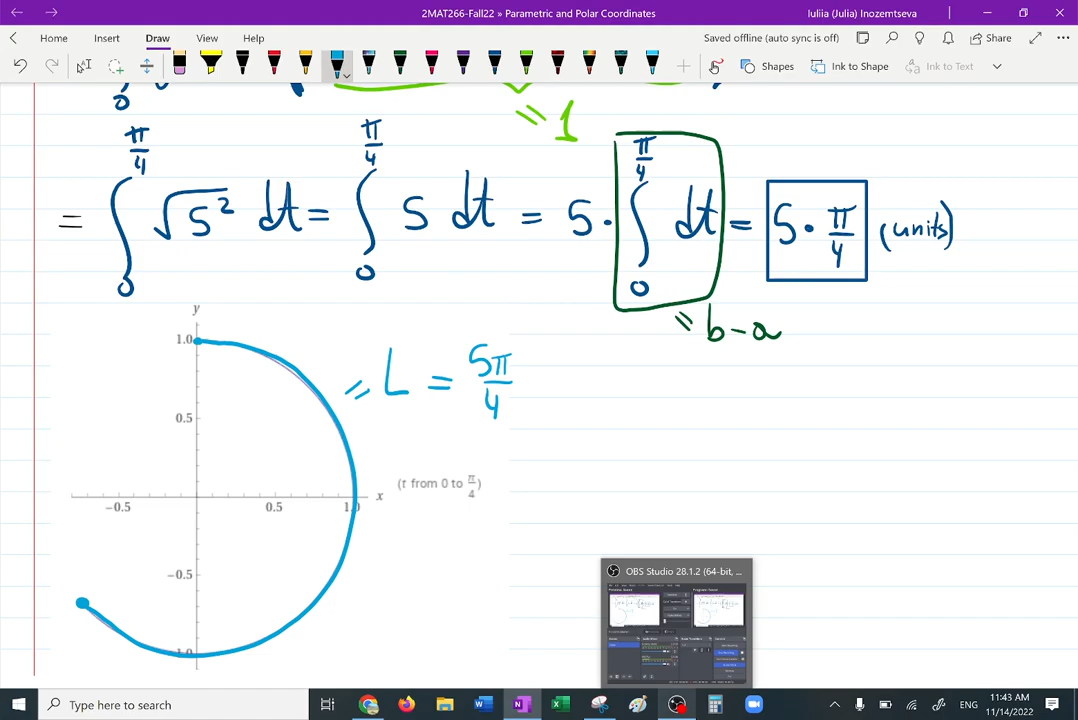 2MAT266-Fall22 » Parametric and Polar Coordinates
Iuliia (Julia) Inozemtseva
Home Insert Draw View Help
Saved offline (auto sync is off)
Share
Shapes
Ink to Shape
Ink to Text
0
= 1
= ∫₀^{π/4} √5² dt = ∫₀^{π/4} 5 dt = 5 · ∫₀^{π/4} dt = 5 · π/4 (units)
= b-a
y
1.0
= L = 5π/4
0.5
(t from 0 to π/4)
x
-0.5 0.5 1.0
-0.5
-1.0
OBS Studio 28.1.2 (64-bit, ...
Type here to search
ENG
11:43 AM
11/14/2022